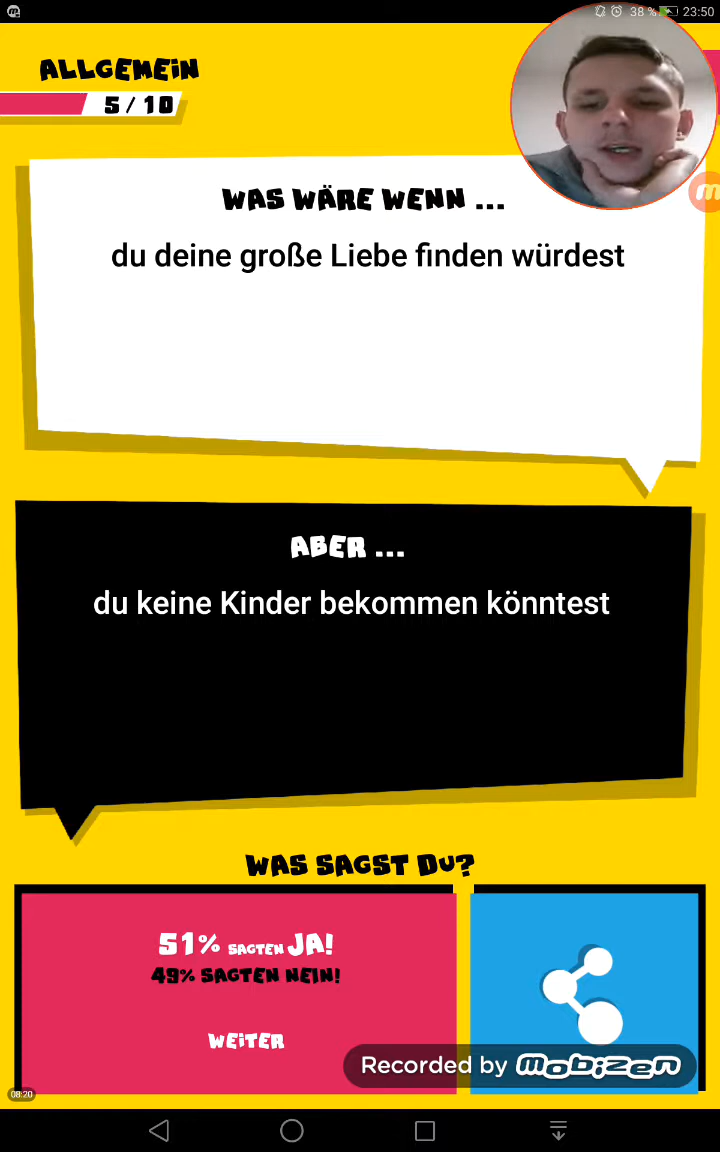 38 % 23:50
ALLGEMEIN
5/10
WAS WÄRE WENN ...
du deine große Liebe finden würdest
ABER ...
du keine Kinder bekommen könntest
WAS SAGST DU?
51% SAGTEN JA!
49% SAGTEN NEIN!
WEITER
Recorded by mobizen
08:20